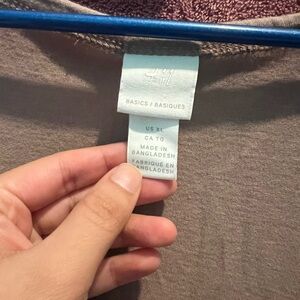 BASICS / BASIQUES
US XL
CA TG
MADE IN
BANGLADESH
FABRIQUÉ EN
BANGLADESH